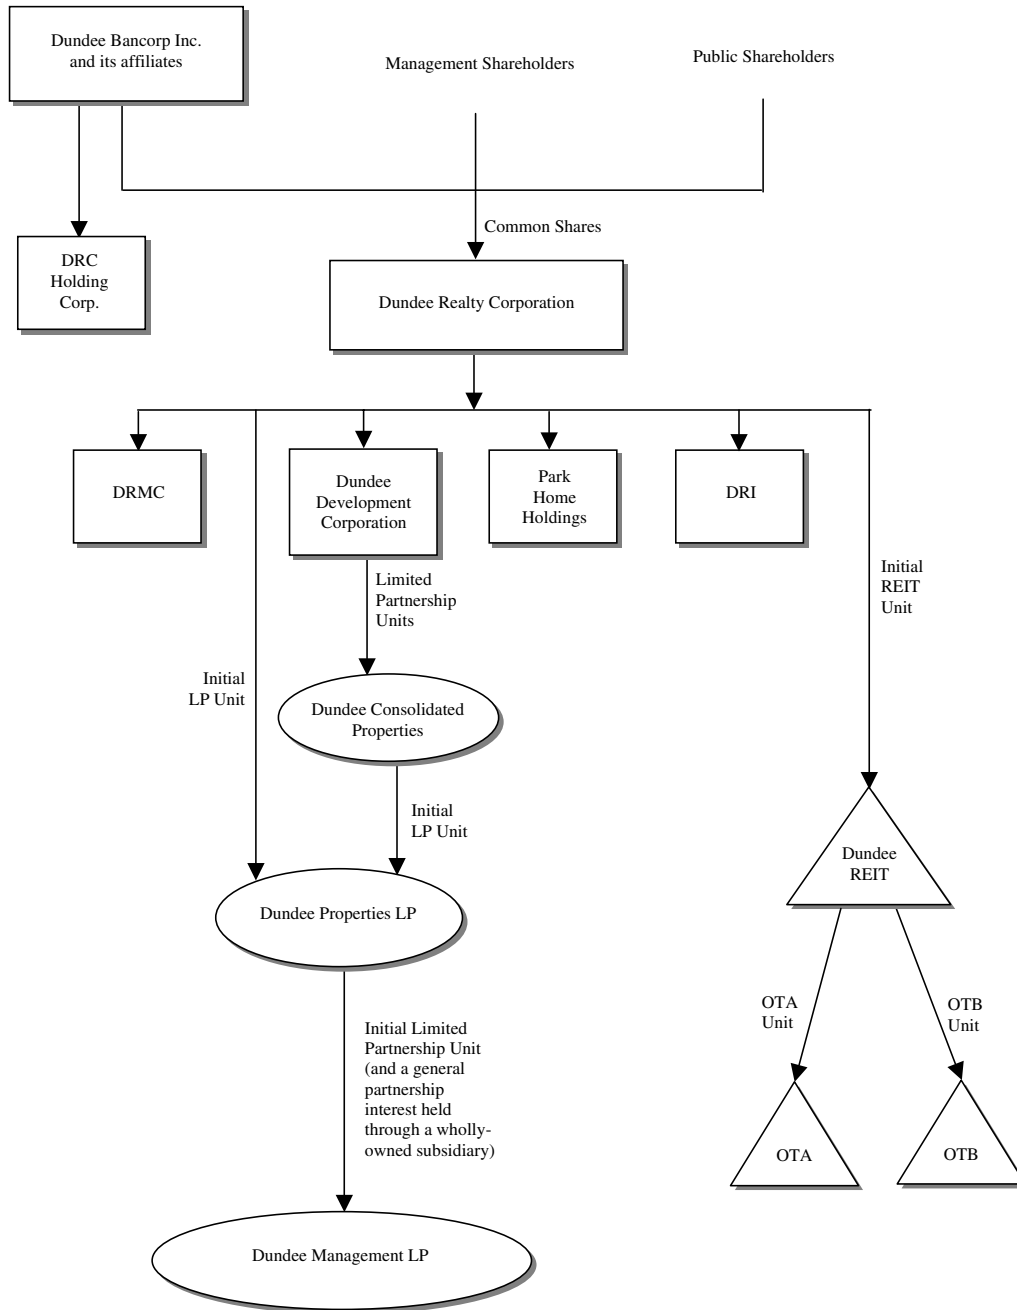 Dundee Bancorp Inc.
and its affiliates
Management Shareholders
Public Shareholders
Common Shares
DRC
Holding
Corp.
Dundee Realty Corporation
DRMC
Dundee
Development
Corporation
Park
Home
Holdings
DRI
Limited
Partnership
Units
Initial
REIT
Unit
Initial
LP Unit
Dundee Consolidated
Properties
Initial
LP Unit
Dundee
REIT
Dundee Properties LP
OTA
Unit
OTB
Unit
Initial Limited
Partnership Unit
(and a general
partnership
interest held
through a wholly-
owned subsidiary)
OTA
OTB
Dundee Management LP